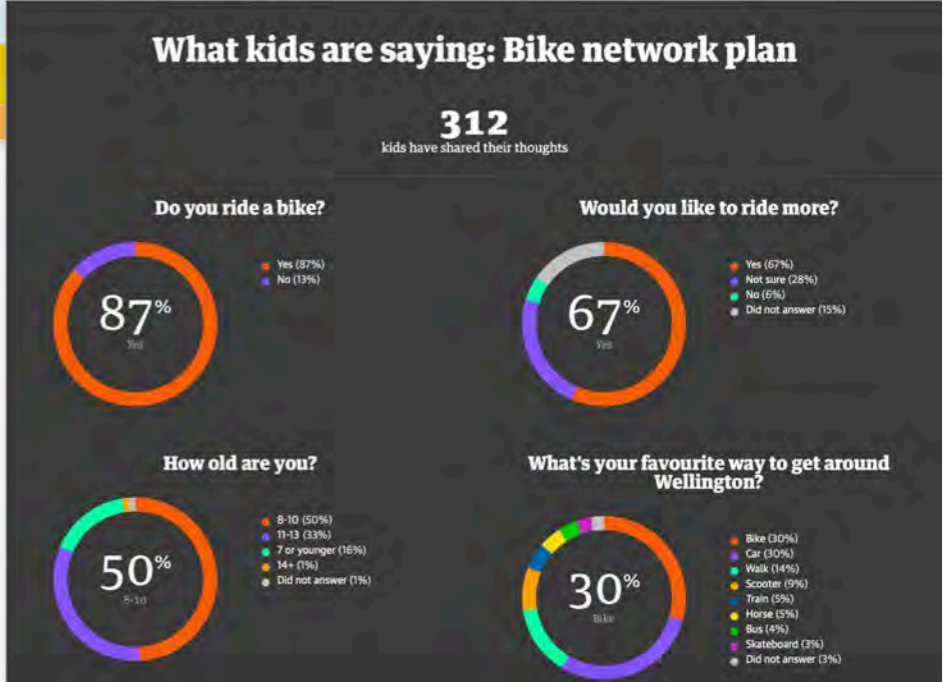 What kids are saying: Bike network plan
312
kids have shared their thoughts
Do you ride a bike?
87%
Yes
Yes (87%)
No (13%)
Would you like to ride more?
67%
Yes
Yes (67%)
Not sure (28%)
No (6%)
Did not answer (15%)
How old are you?
50%
8-10
8-10 (50%)
11-13 (33%)
7 or younger (16%)
14+ (1%)
Did not answer (1%)
What's your favourite way to get around
Wellington?
30%
Bike
Bike (30%)
Car (30%)
Walk (14%)
Scooter (9%)
Train (5%)
Horse (5%)
Bus (4%)
Skateboard (3%)
Did not answer (3%)